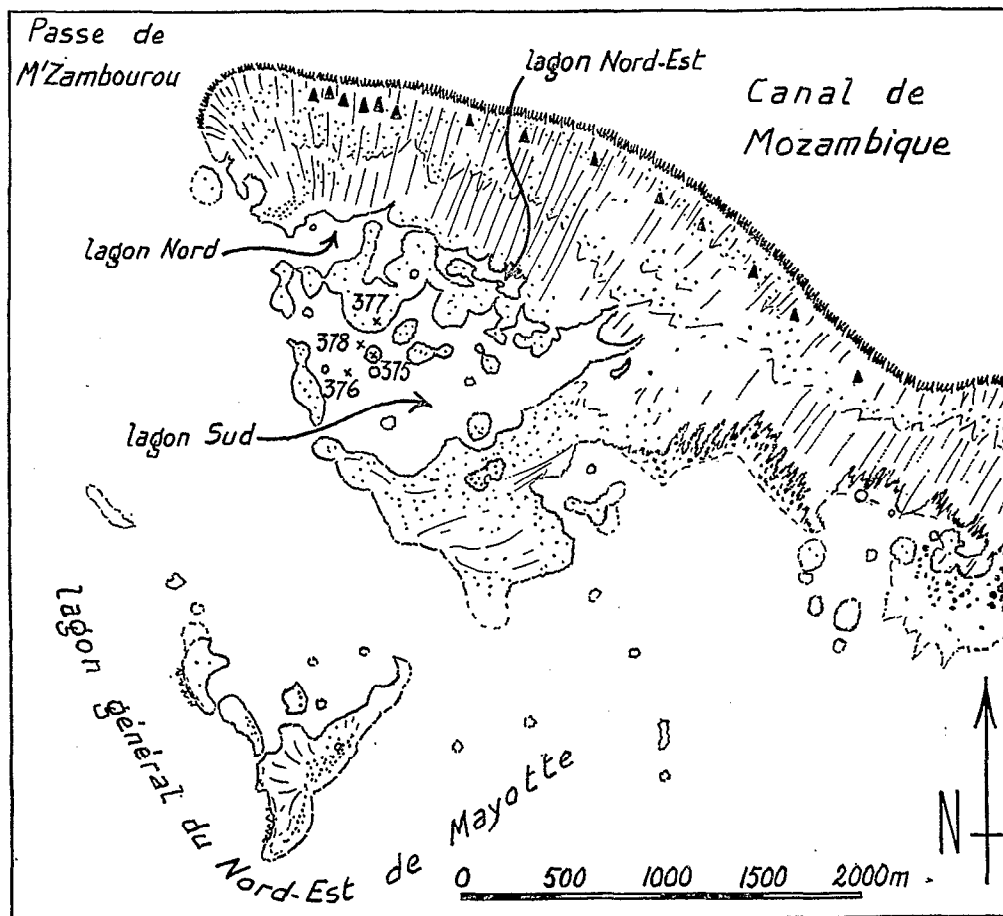 Passe de
M'Zambourou
lagon Nord-Est
Canal de
Mozambique
lagon Nord
377
378
375
376
lagon Sud
lagon général du Nord-Est de Mayotte
N
0 500 1000 1500 2000m